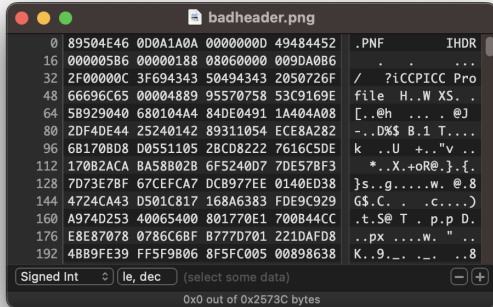 badheader.png
0 89504E46 0D0A1A0A 0000000D 49484452 .PNF IHDR
16 000005B6 00000188 08060000 009DA0B6 . . ...
32 2F00000C 3F694343 50494343 2050726F / ?iCCPICC Pro
48 66696C65 00004889 95570758 53C9169E file H..W XS. .
64 5B929040 680104A4 84DE0491 1A404A08 [..@h ... . @J
80 2DF4DE44 25240142 89311054 ECE8A282 -..D%$ B.1 T....
96 6B170BD8 D0551105 2BCD8222 7616C5DE k ..U +.."v ..
112 170B2ACA BA58B02B 6F5240D7 7DE57BF3 *..X.+oR@.}.{.
128 7D73E7BF 67CEFCA7 DCB977EE 0140ED38 }s..g.....w. @.8
144 4724CA43 D501C817 168A6383 FDE9C929 G$.C. . .c....)
160 A974D253 40065400 801770E1 700B44CC .t.S@ T . p.p D.
176 E8E87078 0786C6BF B777D701 221DAFD8 ..px ....w. " ..
192 4BB9FE39 FF5F9B06 8F5FC005 00898638 K..9._. ._. ..8
Signed Int le, dec (select some data)
0x0 out of 0x2573C bytes